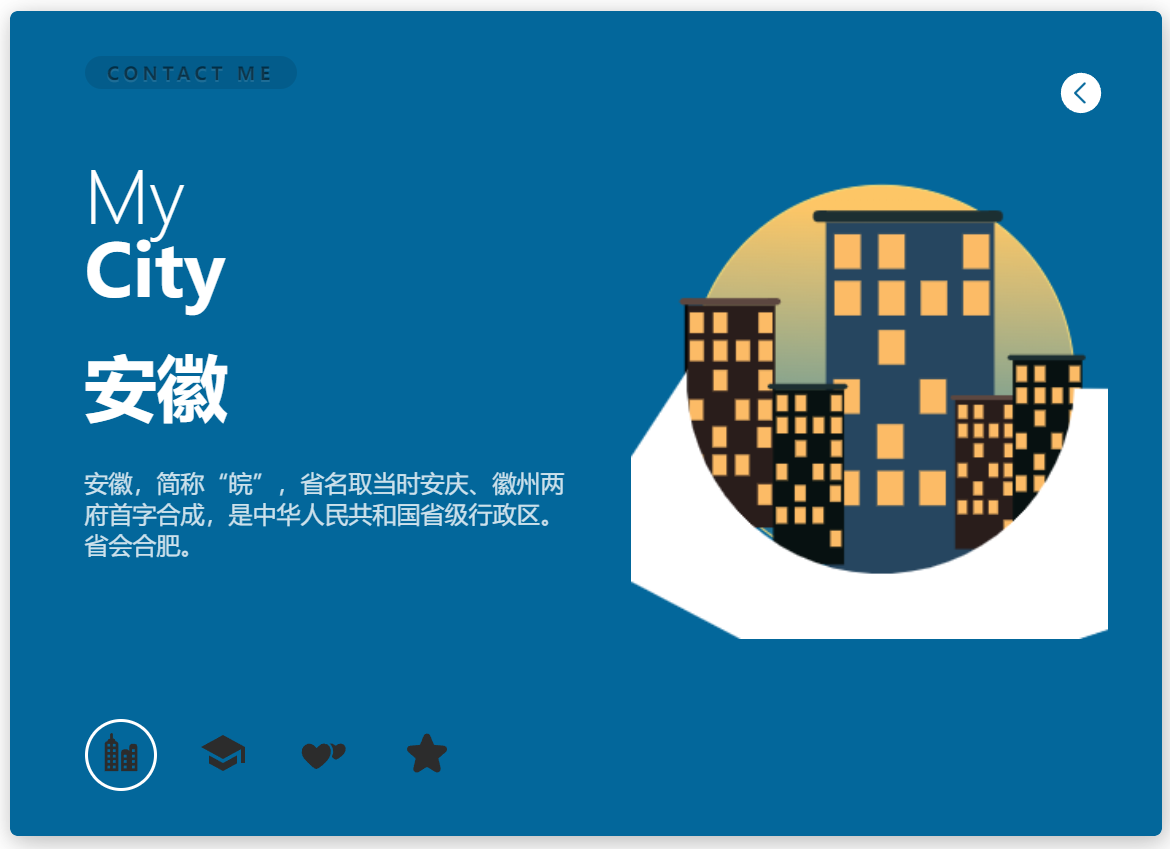 CONTACT ME
My
City
安徽
安徽，简称“皖”，省名取当时安庆、徽州两
府首字合成，是中华人民共和国省级行政区。
省会合肥。